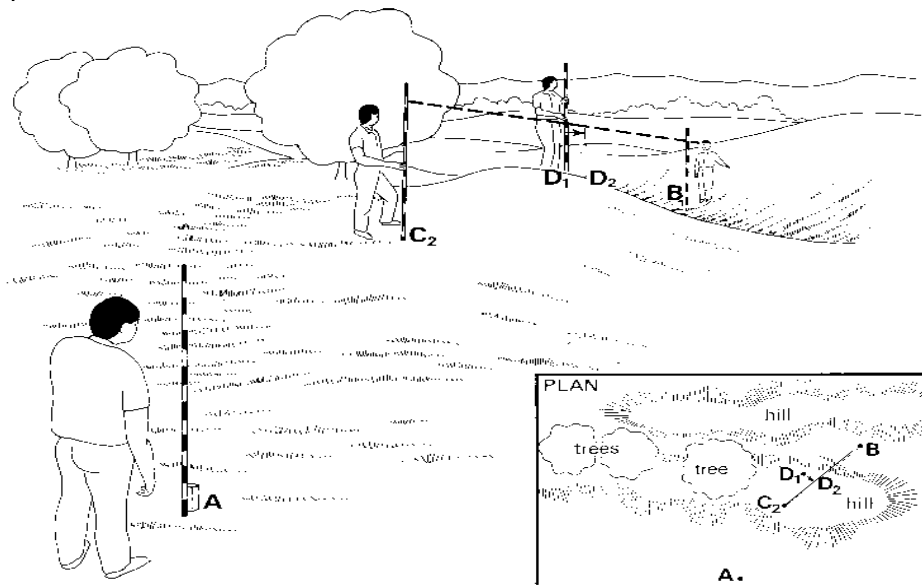 D₁ D₂
B
C₂
A
PLAN
hill
trees
tree
B
D₁
D₂
C₂
hill
A.